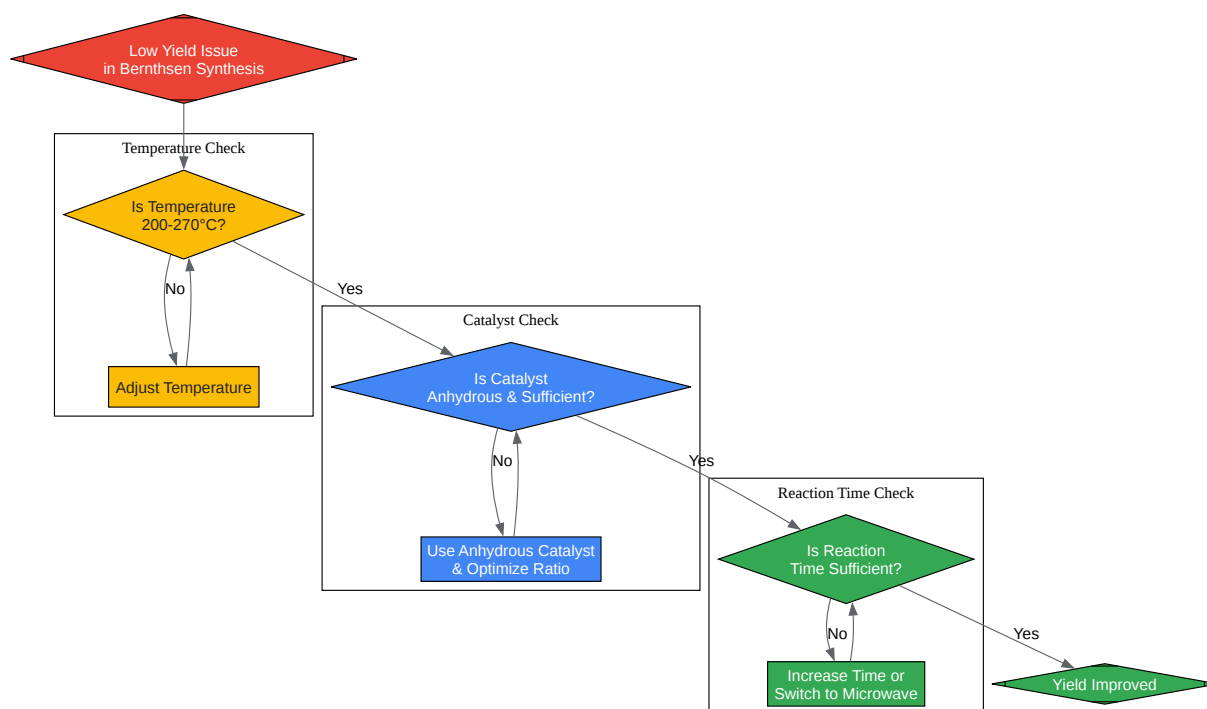 Low Yield Issue
in Bernthsen Synthesis
Temperature Check
Is Temperature
200-270°C?
No
Yes
Adjust Temperature
Catalyst Check
Is Catalyst
Anhydrous & Sufficient?
No
Yes
Use Anhydrous Catalyst
& Optimize Ratio
Reaction Time Check
Is Reaction
Time Sufficient?
No
Yes
Increase Time or
Switch to Microwave
Yield Improved